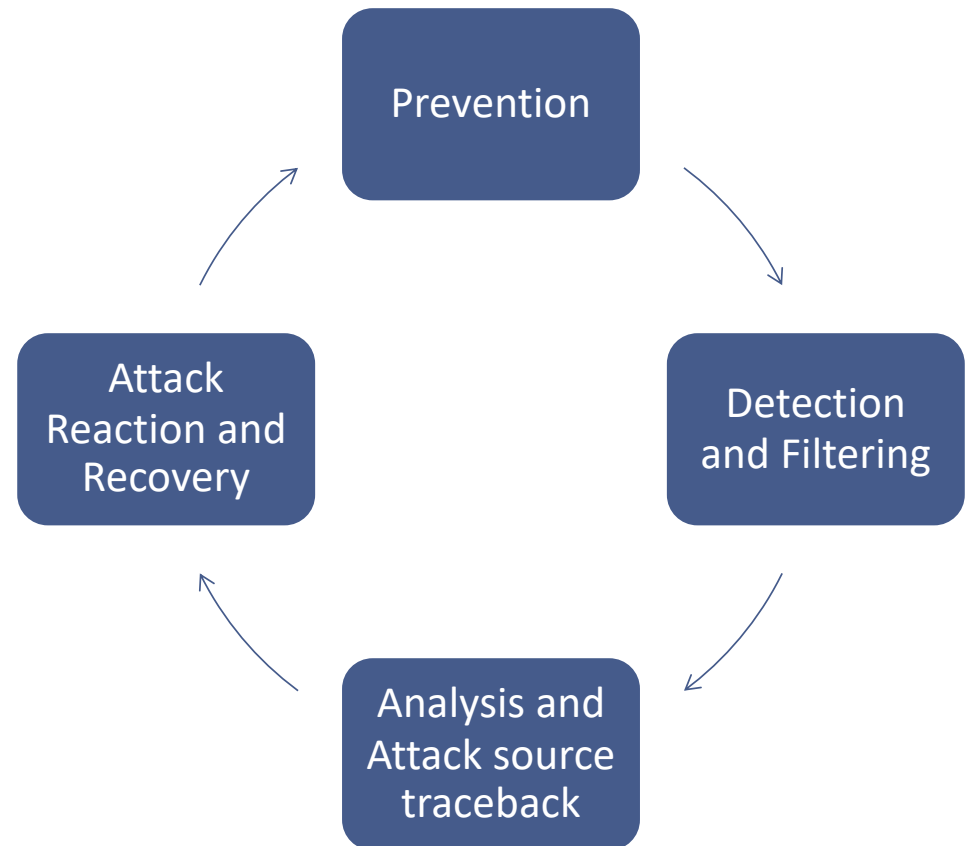 Prevention
Detection
and Filtering
Analysis and
Attack source
traceback
Attack
Reaction and
Recovery